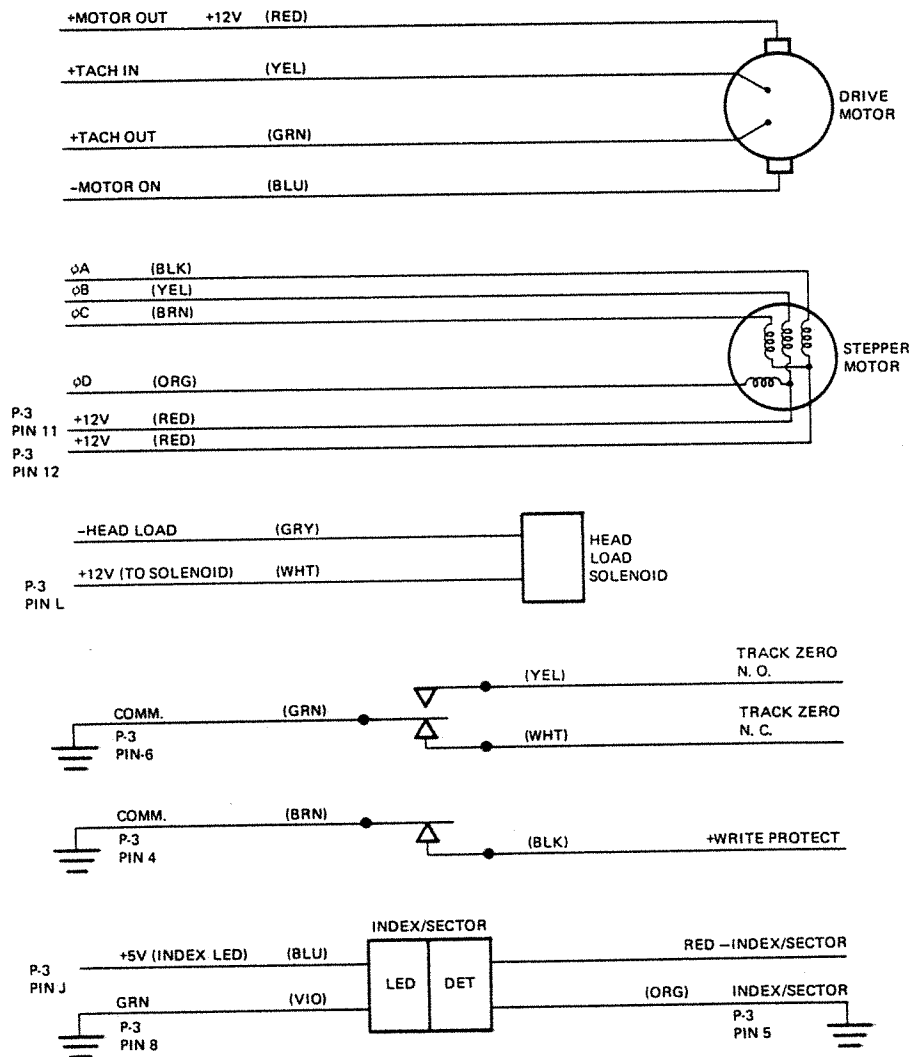 +MOTOR OUT +12V (RED)
+TACH IN (YEL)
DRIVE
MOTOR
+TACH OUT (GRN)
-MOTOR ON (BLU)
φA (BLK)
φB (YEL)
φC (BRN)
STEPPER
MOTOR
φD (ORG)
P-3
PIN 11
+12V (RED)
+12V (RED)
P-3
PIN 12
-HEAD LOAD (GRY)
HEAD
LOAD
SOLENOID
+12V (TO SOLENOID) (WHT)
P-3
PIN L
TRACK ZERO
N. O.
(YEL)
COMM. (GRN)
P-3
PIN-6
TRACK ZERO
N. C.
(WHT)
COMM. (BRN)
P-3
PIN 4
(BLK) +WRITE PROTECT
INDEX/SECTOR
+5V (INDEX LED) (BLU)
RED -INDEX/SECTOR
P-3
PIN J
LED DET
GRN (VIO)
P-3
PIN 8
(ORG) INDEX/SECTOR
P-3
PIN 5